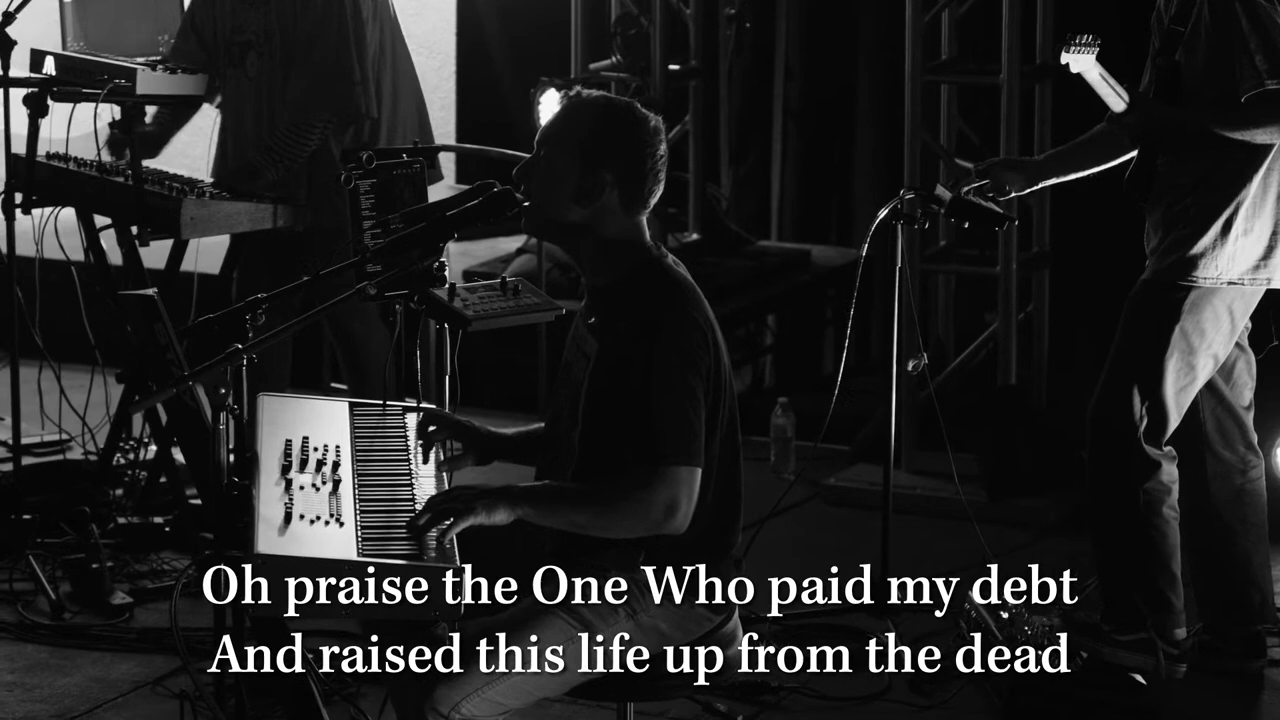 Oh praise the One Who paid my debt
And raised this life up from the dead